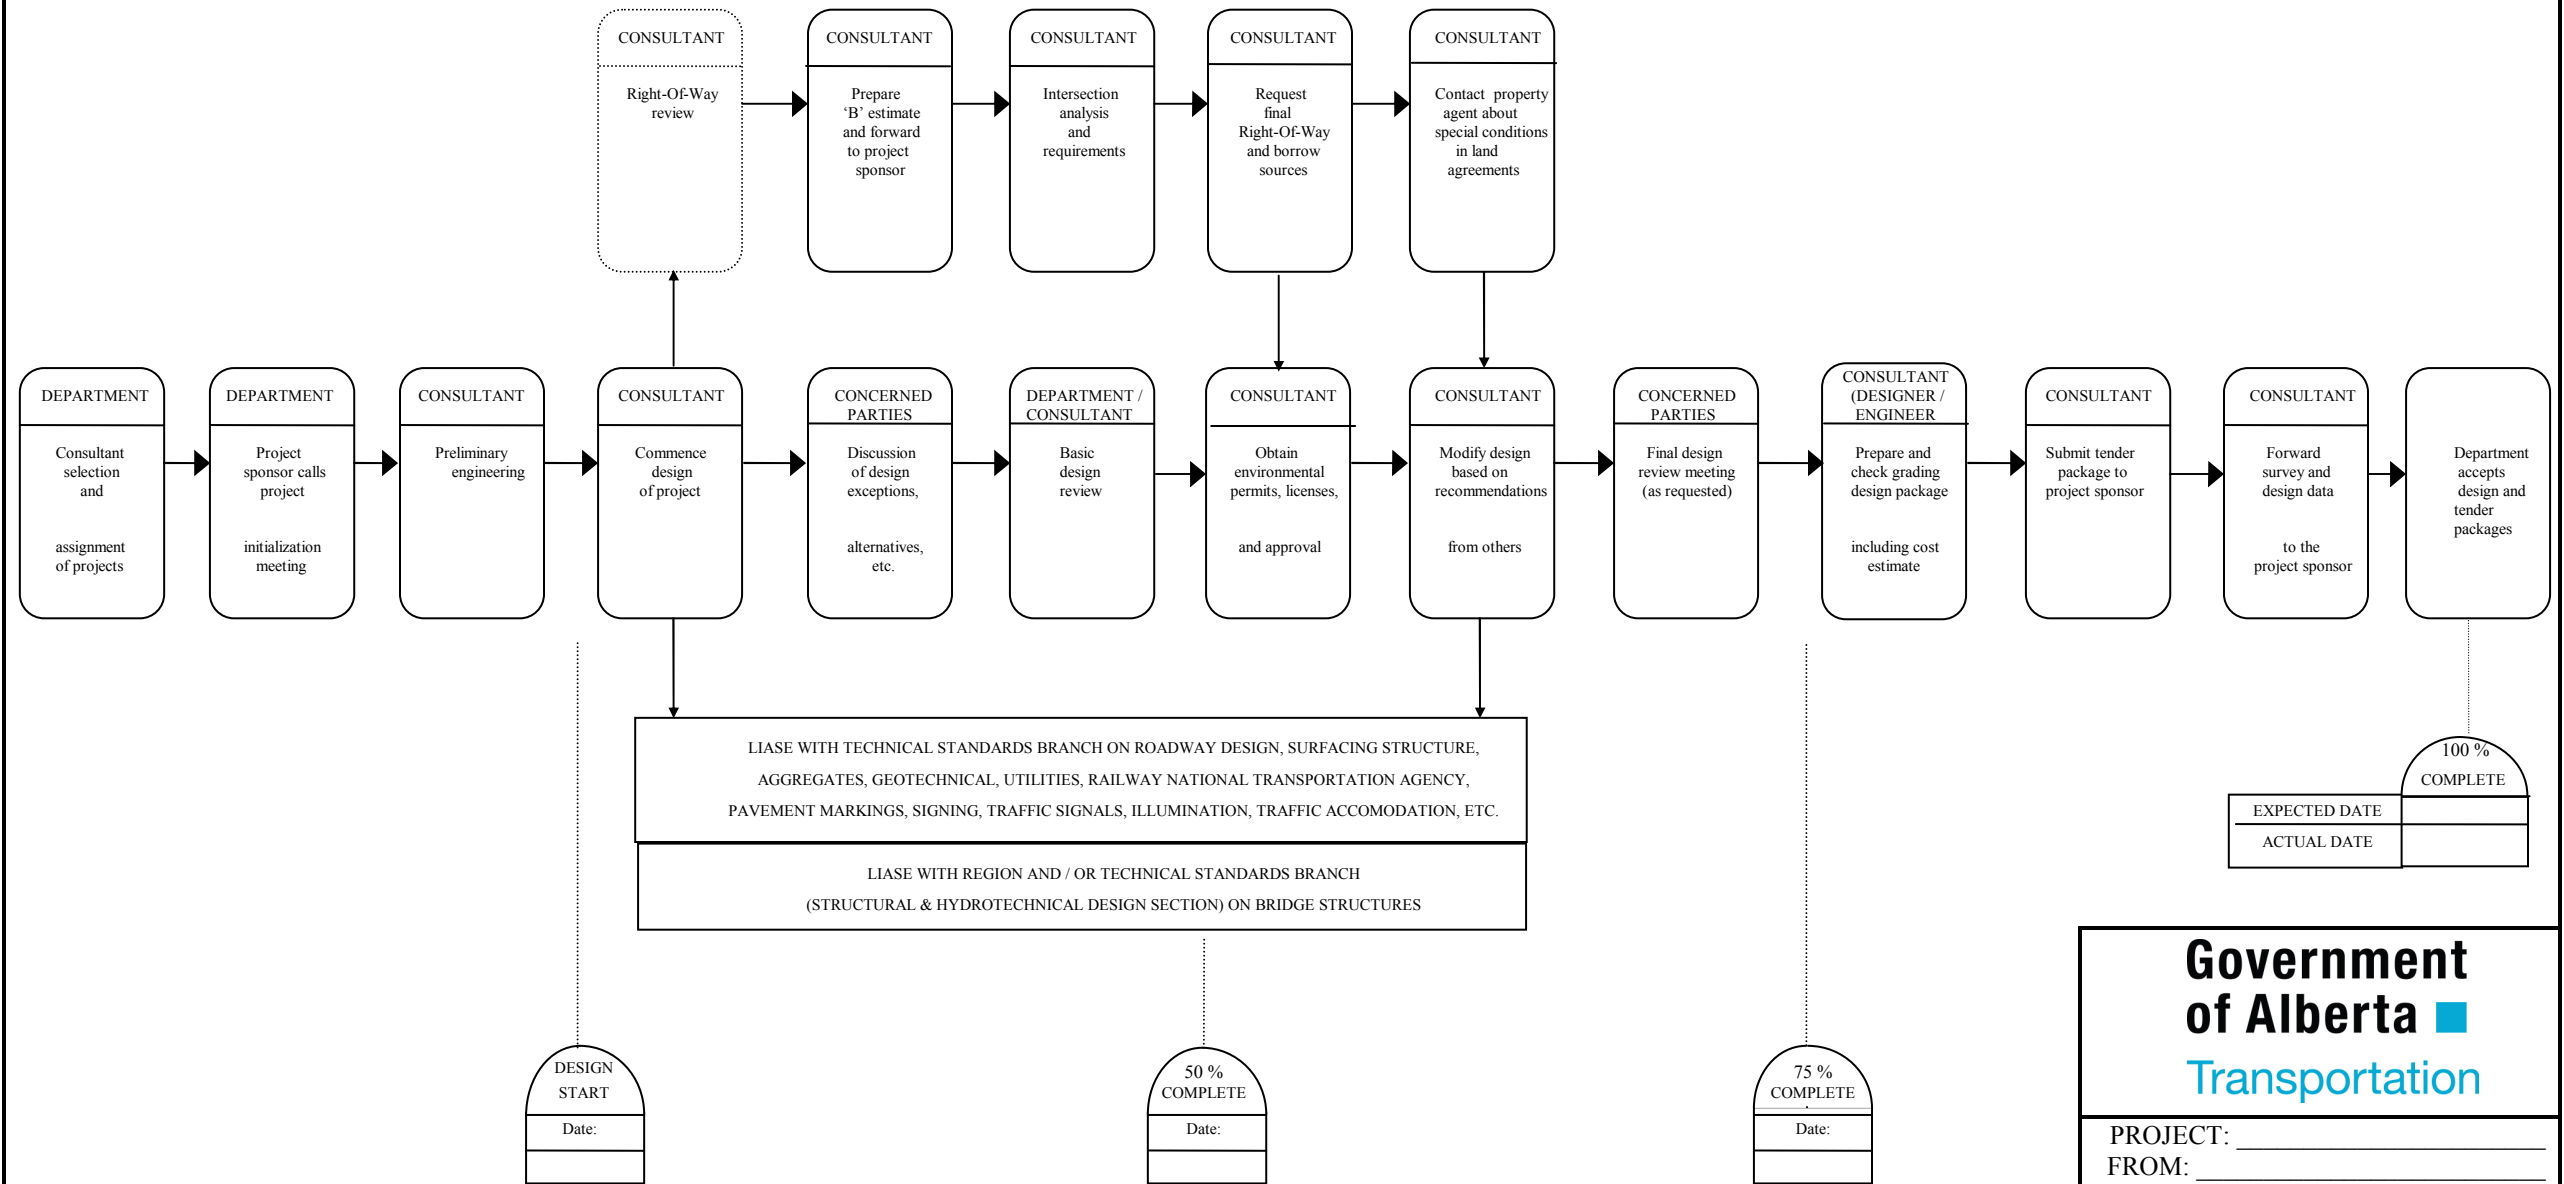 CONSULTANT
Right-Of-Way
review
CONSULTANT
Prepare
‘B’ estimate
and forward
to project
sponsor
CONSULTANT
Intersection
analysis
and
requirements
CONSULTANT
Request
final
Right-Of-Way
and borrow
sources
CONSULTANT
Contact property
agent about
special conditions
in land
agreements
DEPARTMENT
Consultant
selection
and
assignment
of projects
DEPARTMENT
Project
sponsor calls
project
initialization
meeting
CONSULTANT
Preliminary
engineering
CONSULTANT
Commence
design
of project
CONCERNED
PARTIES
Discussion
of design
exceptions,
alternatives,
etc.
DEPARTMENT /
CONSULTANT
Basic
design
review
CONSULTANT
Obtain
environmental
permits, licenses,
and approval
CONSULTANT
Modify design
based on
recommendations
from others
CONCERNED
PARTIES
Final design
review meeting
(as requested)
CONSULTANT
(DESIGNER /
ENGINEER
Prepare and
check grading
design package
including cost
estimate
CONSULTANT
Submit tender
package to
project sponsor
CONSULTANT
Forward
survey and
design data
to the
project sponsor
Department
accepts
design and
tender
packages
LIASE WITH TECHNICAL STANDARDS BRANCH ON ROADWAY DESIGN, SURFACING STRUCTURE,
AGGREGATES, GEOTECHNICAL, UTILITIES, RAILWAY NATIONAL TRANSPORTATION AGENCY,
PAVEMENT MARKINGS, SIGNING, TRAFFIC SIGNALS, ILLUMINATION, TRAFFIC ACCOMODATION, ETC.
LIASE WITH REGION AND / OR TECHNICAL STANDARDS BRANCH
(STRUCTURAL & HYDROTECHNICAL DESIGN SECTION) ON BRIDGE STRUCTURES
100 %
COMPLETE
EXPECTED DATE
ACTUAL DATE
DESIGN
START
Date:
50 %
COMPLETE
Date:
75 %
COMPLETE
Date:
Government
of Alberta
Transportation
PROJECT: ______________________
FROM: _________________________